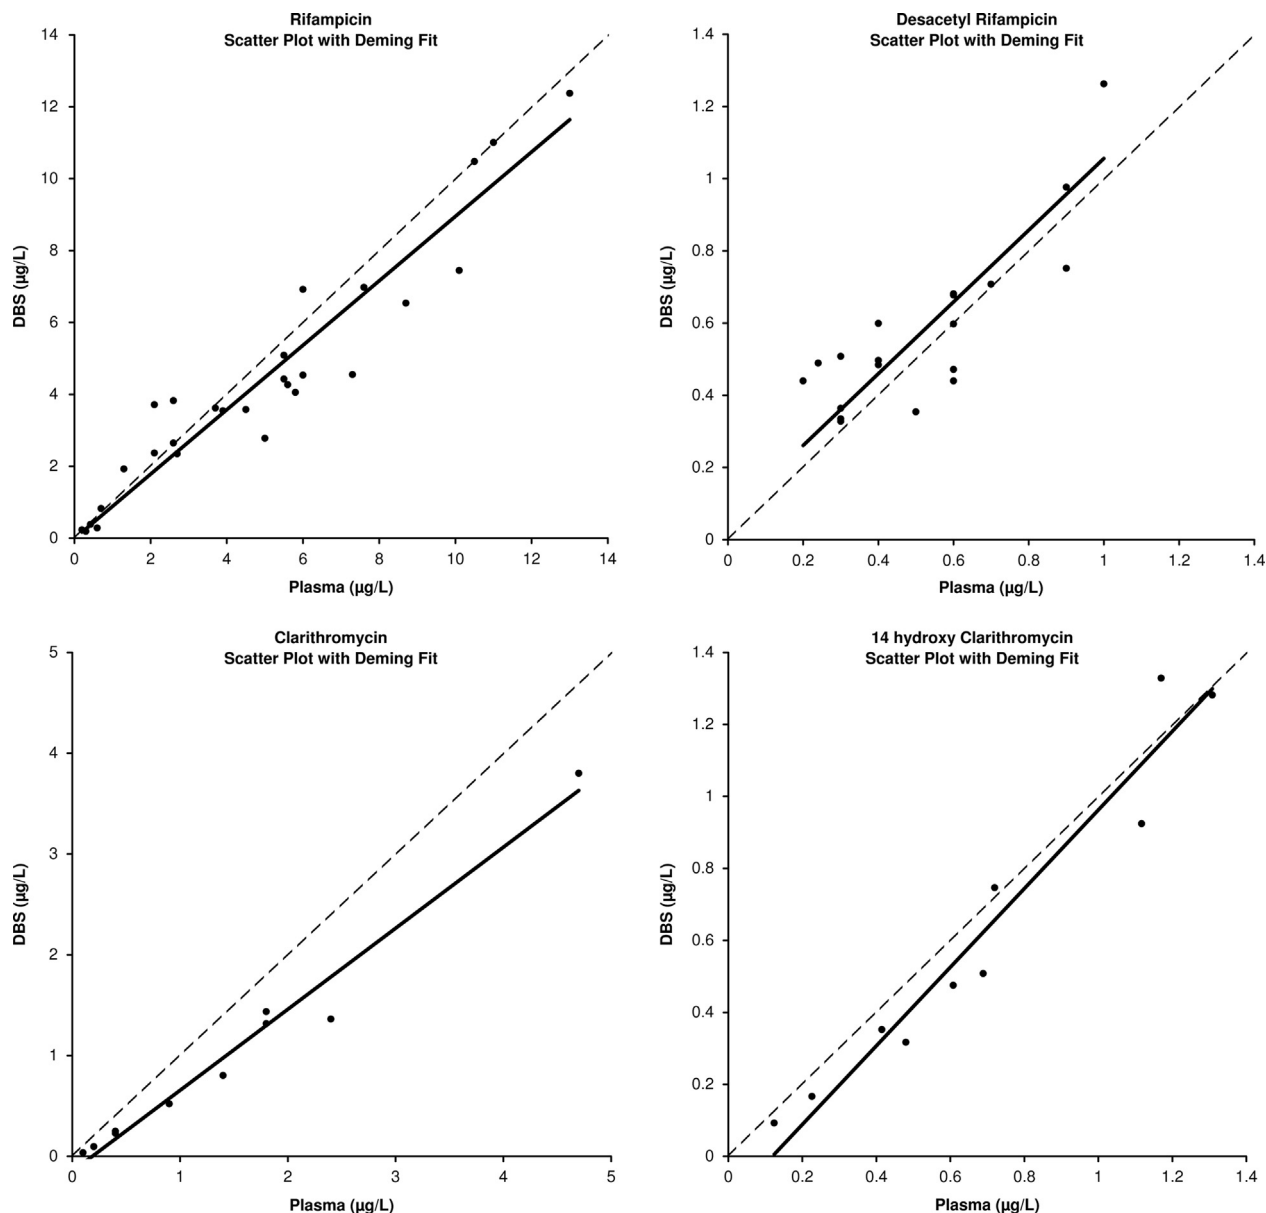 Rifampicin
Scatter Plot with Deming Fit
14
12
10
8
6
4
2
0
DBS (µg/L)
0 2 4 6 8 10 12 14
Plasma (µg/L)
Desacetyl Rifampicin
Scatter Plot with Deming Fit
1.4
1.2
1
0.8
0.6
0.4
0.2
0
DBS (µg/L)
0 0.2 0.4 0.6 0.8 1 1.2 1.4
Plasma (µg/L)
Clarithromycin
Scatter Plot with Deming Fit
5
4
3
2
1
0
DBS (µg/L)
0 1 2 3 4 5
Plasma (µg/L)
14 hydroxy Clarithromycin
Scatter Plot with Deming Fit
1.4
1.2
1
0.8
0.6
0.4
0.2
0
DBS (µg/L)
0 0.2 0.4 0.6 0.8 1 1.2 1.4
Plasma (µg/L)